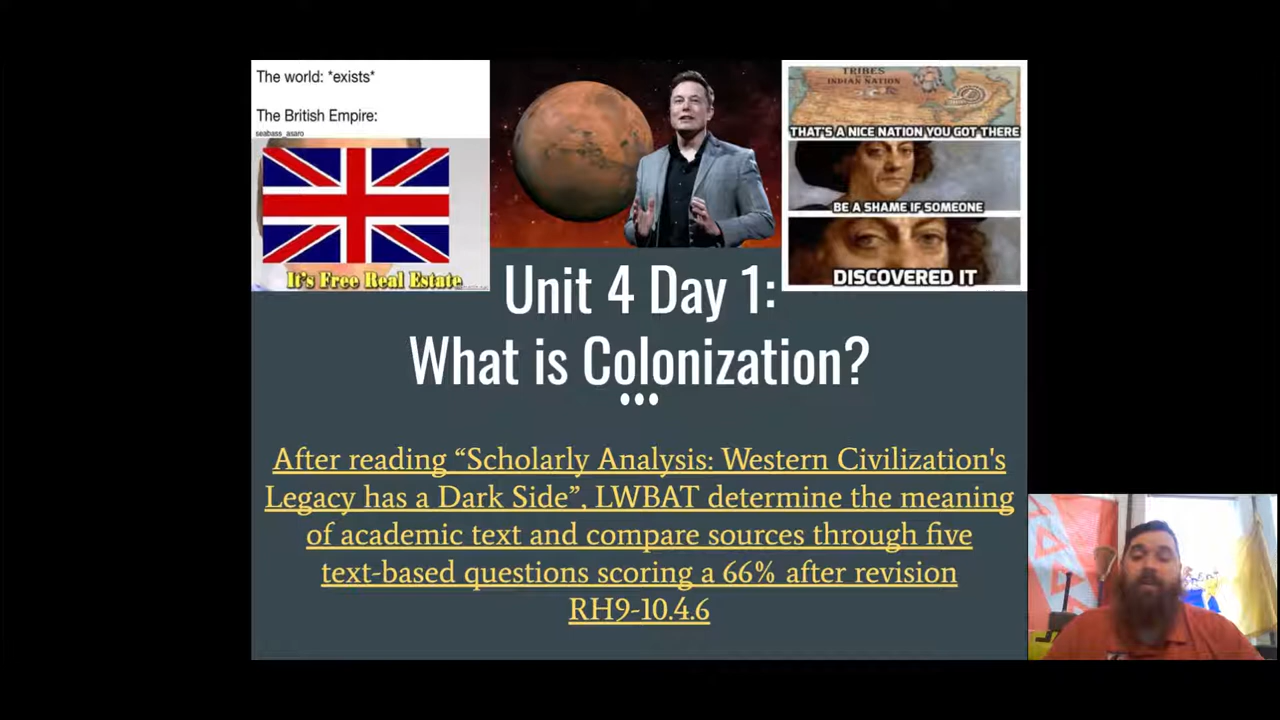 The world: *exists*
The British Empire:
seabass_asaro
It's Free Real Estate
TRIBES
INDIAN NATION
THAT'S A NICE NATION YOU GOT THERE
BE A SHAME IF SOMEONE
DISCOVERED IT
Unit 4 Day 1:
What is Colonization?
After reading “Scholarly Analysis: Western Civilization's
Legacy has a Dark Side”, LWBAT determine the meaning
of academic text and compare sources through five
text-based questions scoring a 66% after revision
RH9-10.4.6